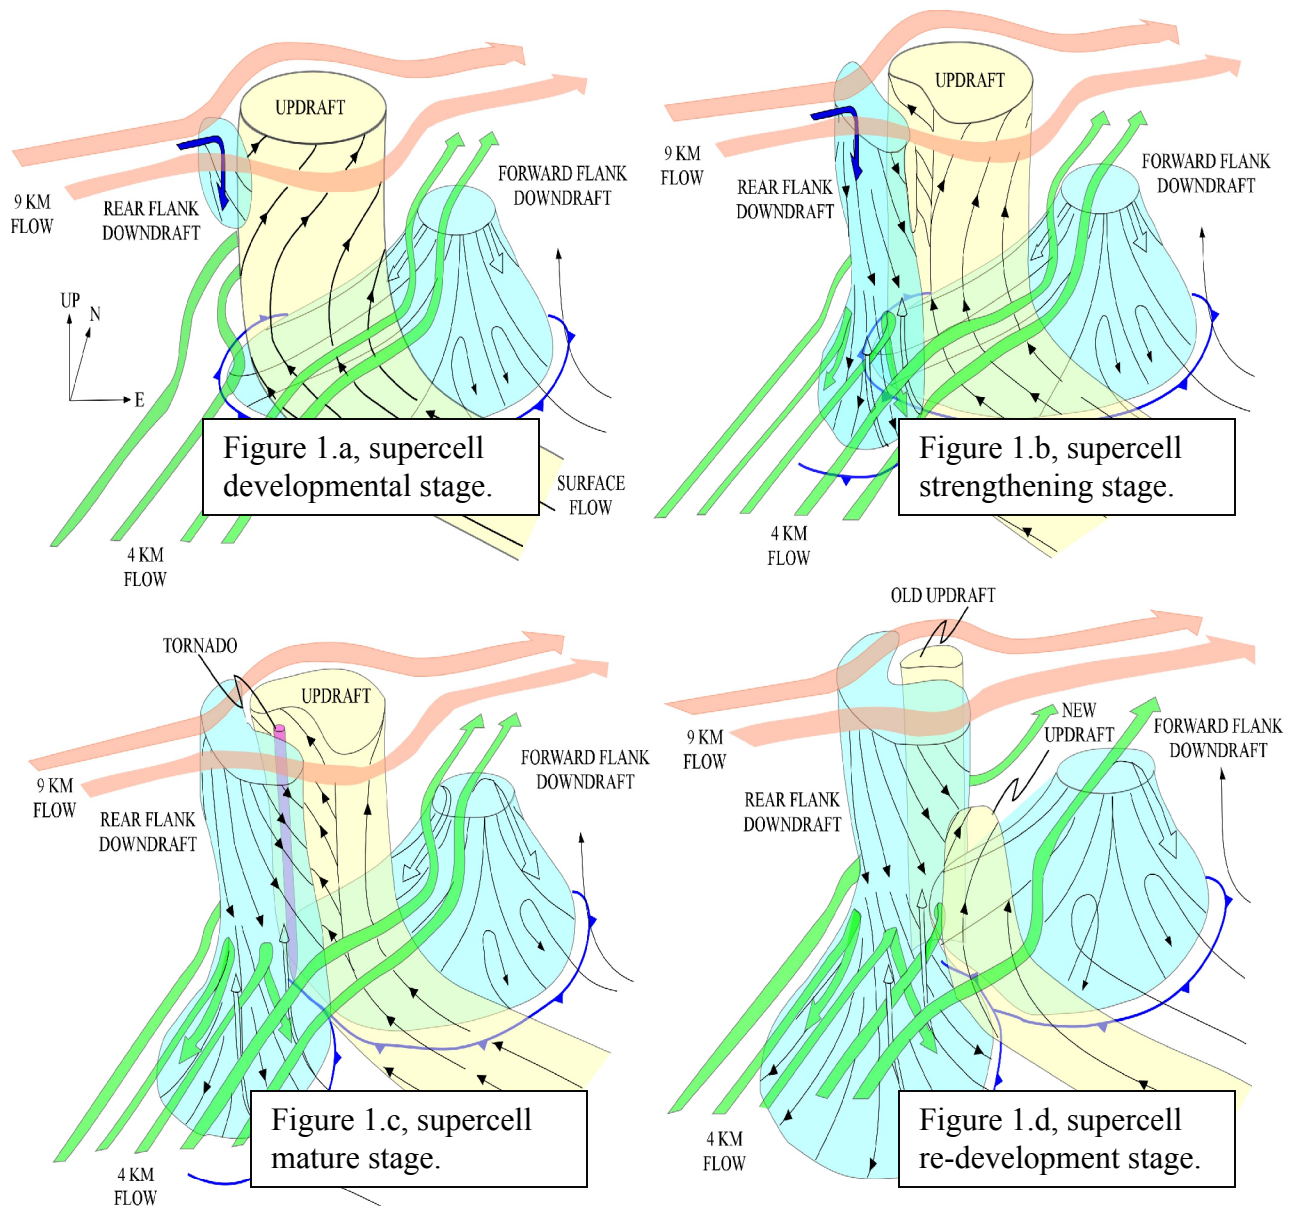 UPDRAFT
9 KM
FLOW
REAR FLANK
DOWNDRAFT
FORWARD FLANK
DOWNDRAFT
UP
N
E
Figure 1.a, supercell
developmental stage.
SURFACE
FLOW
4 KM
FLOW
UPDRAFT
9 KM
FLOW
REAR FLANK
DOWNDRAFT
FORWARD FLANK
DOWNDRAFT
Figure 1.b, supercell
strengthening stage.
4 KM
FLOW
TORNADO
UPDRAFT
9 KM
FLOW
REAR FLANK
DOWNDRAFT
FORWARD FLANK
DOWNDRAFT
Figure 1.c, supercell
mature stage.
4 KM
FLOW
OLD UPDRAFT
9 KM
FLOW
NEW
UPDRAFT
FORWARD FLANK
DOWNDRAFT
REAR FLANK
DOWNDRAFT
Figure 1.d, supercell
re-development stage.
4 KM
FLOW